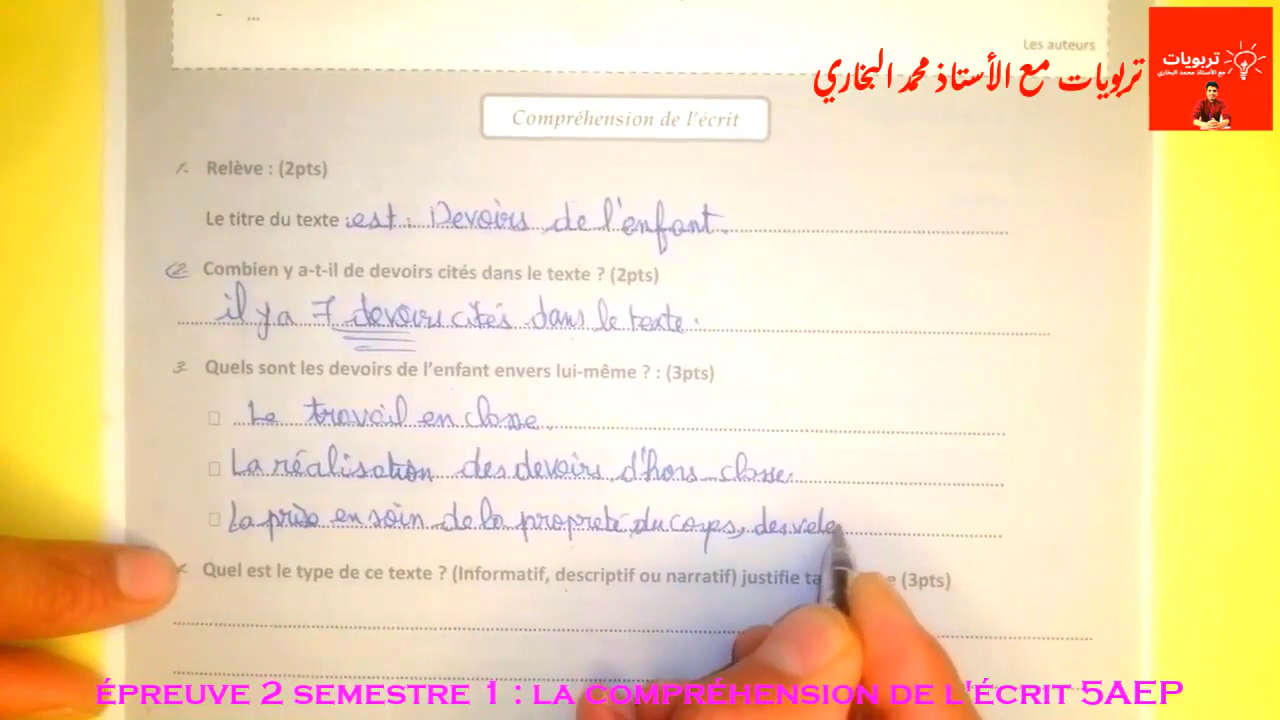 - ...
Les auteurs
تربويات
مع الأستاذ محمد البخاري
تربويات مع الأستاذ محمد البخاري
Compréhension de l'écrit
1. Relève : (2pts)
Le titre du texte : est : Devoirs de l'enfant.
2. Combien y a-t-il de devoirs cités dans le texte ? (2pts)
il y a 7 devoirs cités dans le texte.
3 Quels sont les devoirs de l'enfant envers lui-même ? : (3pts)
Le travail en classe.
La réalisation des devoirs d'hors classe.
La prise en soin de la propreté du corps, des
Quel est le type de ce texte ? (Informatif, descriptif ou narratif) justifie (3pts)
ÉPREUVE 2 SEMESTRE 1 : LA COMPRÉHENSION DE L'ÉCRIT 5AEP